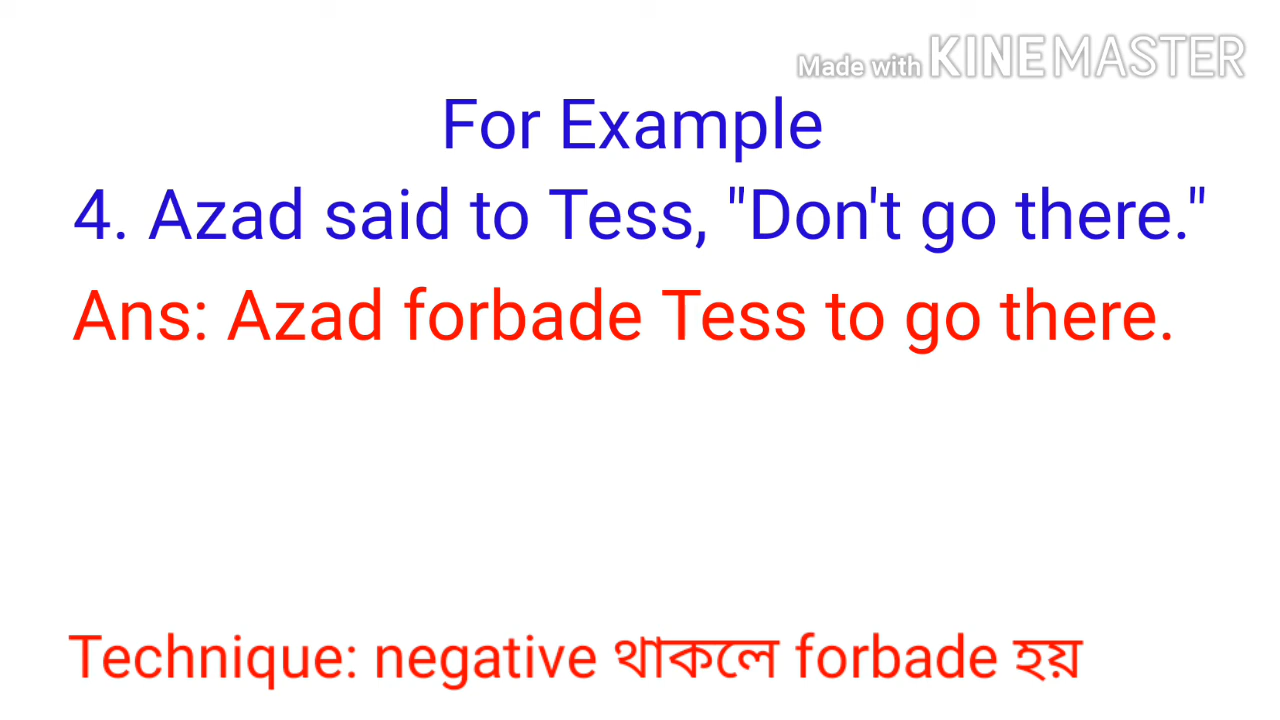 Made with KINEMASTER
For Example
4. Azad said to Tess, "Don't go there."
Ans: Azad forbade Tess to go there.
Technique: negative থাকলে forbade হয়